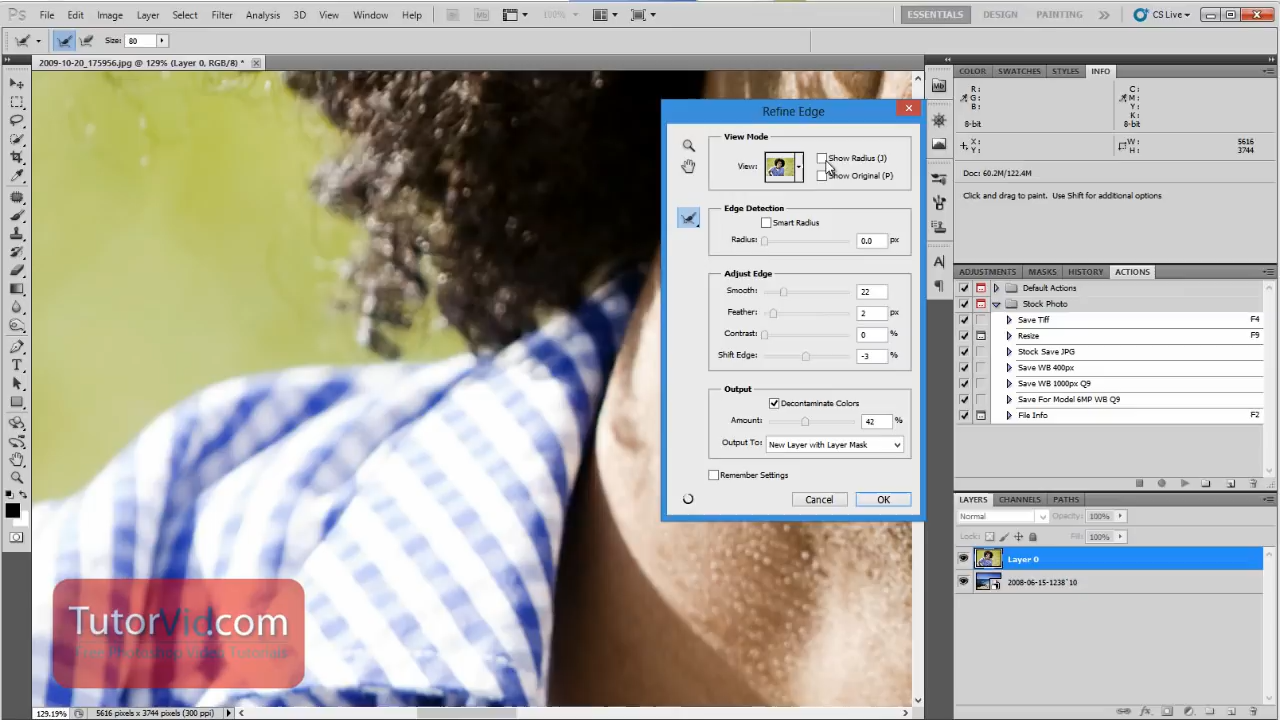 Ps File Edit Image Layer Select Filter Analysis 3D View Window Help Mb 100% ESSENTIALS DESIGN PAINTING CS Live
Size: 80
2009-10-20_175956.jpg @ 129% (Layer 0, RGB/8) *
Refine Edge
View Mode
View:
Show Radius (J)
Show Original (P)
Edge Detection
Smart Radius
Radius: 0.0 px
Adjust Edge
Smooth: 22
Feather: 2 px
Contrast: 0 %
Shift Edge: -3 %
Output
Decontaminate Colors
Amount: 42 %
Output To: New Layer with Layer Mask
Remember Settings
Cancel OK
COLOR SWATCHES STYLES INFO
R: C:
G: M:
B: Y:
K:
8-bit 8-bit
X: W: 5616
Y: H: 3744
Doc: 60.2M/122.4M
Click and drag to paint. Use Shift for additional options
ADJUSTMENTS MASKS HISTORY ACTIONS
Default Actions
Stock Photo
Save Tiff F4
Resize F9
Stock Save JPG
Save WB 400px
Save WB 1000px Q9
Save For Model 6MP WB Q9
File Info F2
LAYERS CHANNELS PATHS
Normal Opacity: 100%
Lock: Fill: 100%
Layer 0
2008-06-15-1238`10
TutorVid.com
Free Photoshop Video Tutorials
129.19% 5616 pixels x 3744 pixels (300 ppi)